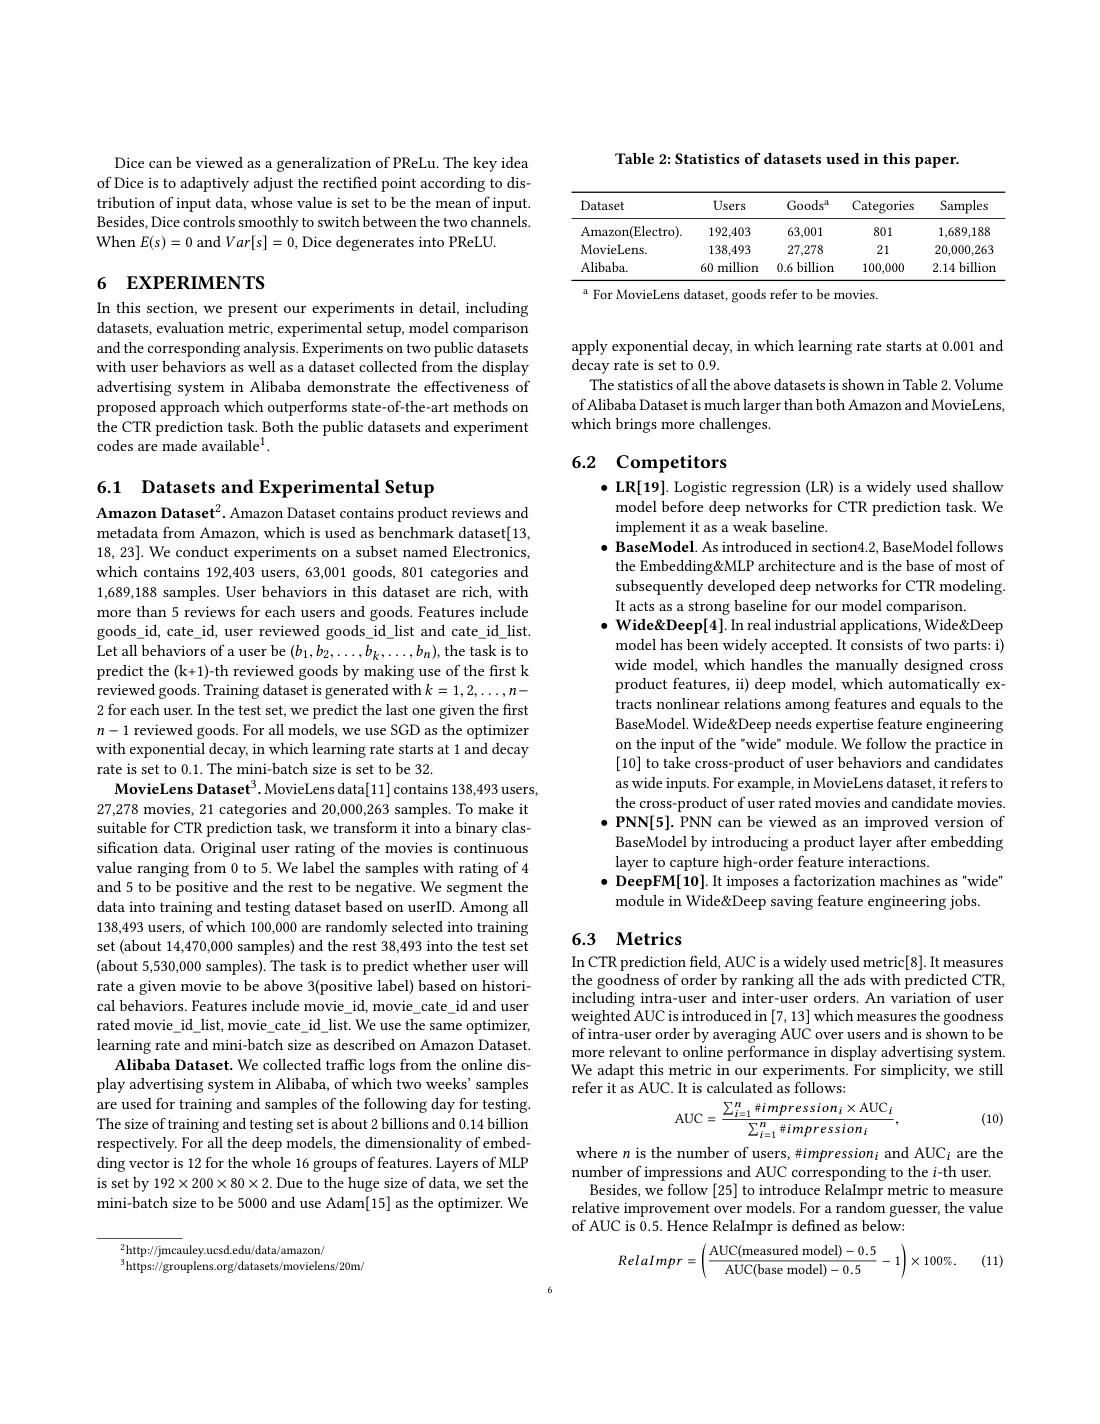 Dice can be viewed as a generalization of PReLu. The key idea
of Dice is to adaptively adjust the rectified point according to dis-
tribution of input data, whose value is set to be the mean of input.
Besides, Dice controls smoothly to switch between the two channels.
When E(s) = 0 and Var[s] = 0, Dice degenerates into PReLU.
6 EXPERIMENTS
In this section, we present our experiments in detail, including
datasets, evaluation metric, experimental setup, model comparison
and the corresponding analysis. Experiments on two public datasets
with user behaviors as well as a dataset collected from the display
advertising system in Alibaba demonstrate the effectiveness of
proposed approach which outperforms state-of-the-art methods on
the CTR prediction task. Both the public datasets and experiment
codes are made available¹.
6.1 Datasets and Experimental Setup
Amazon Dataset². Amazon Dataset contains product reviews and
metadata from Amazon, which is used as benchmark dataset[13,
18, 23]. We conduct experiments on a subset named Electronics,
which contains 192,403 users, 63,001 goods, 801 categories and
1,689,188 samples. User behaviors in this dataset are rich, with
more than 5 reviews for each users and goods. Features include
goods_id, cate_id, user reviewed goods_id_list and cate_id_list.
Let all behaviors of a user be (b₁, b₂, . . . , bₖ, . . . , bₙ), the task is to
predict the (k+1)-th reviewed goods by making use of the first k
reviewed goods. Training dataset is generated with k = 1, 2, . . . , n−
2 for each user. In the test set, we predict the last one given the first
n − 1 reviewed goods. For all models, we use SGD as the optimizer
with exponential decay, in which learning rate starts at 1 and decay
rate is set to 0.1. The mini-batch size is set to be 32.
MovieLens Dataset³. MovieLens data[11] contains 138,493 users,
27,278 movies, 21 categories and 20,000,263 samples. To make it
suitable for CTR prediction task, we transform it into a binary clas-
sification data. Original user rating of the movies is continuous
value ranging from 0 to 5. We label the samples with rating of 4
and 5 to be positive and the rest to be negative. We segment the
data into training and testing dataset based on userID. Among all
138,493 users, of which 100,000 are randomly selected into training
set (about 14,470,000 samples) and the rest 38,493 into the test set
(about 5,530,000 samples). The task is to predict whether user will
rate a given movie to be above 3(positive label) based on histori-
cal behaviors. Features include movie_id, movie_cate_id and user
rated movie_id_list, movie_cate_id_list. We use the same optimizer,
learning rate and mini-batch size as described on Amazon Dataset.
Alibaba Dataset. We collected traffic logs from the online dis-
play advertising system in Alibaba, of which two weeks’ samples
are used for training and samples of the following day for testing.
The size of training and testing set is about 2 billions and 0.14 billion
respectively. For all the deep models, the dimensionality of embed-
ding vector is 12 for the whole 16 groups of features. Layers of MLP
is set by 192 × 200 × 80 × 2. Due to the huge size of data, we set the
mini-batch size to be 5000 and use Adam[15] as the optimizer. We
²http://jmcauley.ucsd.edu/data/amazon/
³https://grouplens.org/datasets/movielens/20m/
Table 2: Statistics of datasets used in this paper.
Dataset Users Goodsᵃ Categories Samples
Amazon(Electro). 192,403 63,001 801 1,689,188
MovieLens. 138,493 27,278 21 20,000,263
Alibaba. 60 million 0.6 billion 100,000 2.14 billion
ᵃ For MovieLens dataset, goods refer to be movies.
apply exponential decay, in which learning rate starts at 0.001 and
decay rate is set to 0.9.
The statistics of all the above datasets is shown in Table 2. Volume
of Alibaba Dataset is much larger than both Amazon and MovieLens,
which brings more challenges.
6.2 Competitors
• LR[19]. Logistic regression (LR) is a widely used shallow
model before deep networks for CTR prediction task. We
implement it as a weak baseline.
• BaseModel. As introduced in section4.2, BaseModel follows
the Embedding&MLP architecture and is the base of most of
subsequently developed deep networks for CTR modeling.
It acts as a strong baseline for our model comparison.
• Wide&Deep[4]. In real industrial applications, Wide&Deep
model has been widely accepted. It consists of two parts: i)
wide model, which handles the manually designed cross
product features, ii) deep model, which automatically ex-
tracts nonlinear relations among features and equals to the
BaseModel. Wide&Deep needs expertise feature engineering
on the input of the "wide" module. We follow the practice in
[10] to take cross-product of user behaviors and candidates
as wide inputs. For example, in MovieLens dataset, it refers to
the cross-product of user rated movies and candidate movies.
• PNN[5]. PNN can be viewed as an improved version of
BaseModel by introducing a product layer after embedding
layer to capture high-order feature interactions.
• DeepFM[10]. It imposes a factorization machines as "wide"
module in Wide&Deep saving feature engineering jobs.
6.3 Metrics
In CTR prediction field, AUC is a widely used metric[8]. It measures
the goodness of order by ranking all the ads with predicted CTR,
including intra-user and inter-user orders. An variation of user
weighted AUC is introduced in [7, 13] which measures the goodness
of intra-user order by averaging AUC over users and is shown to be
more relevant to online performance in display advertising system.
We adapt this metric in our experiments. For simplicity, we still
refer it as AUC. It is calculated as follows:
AUC = ∑ⁿᵢ₌₁ #impressionᵢ × AUCᵢ / ∑ⁿᵢ₌₁ #impressionᵢ , (10)
where n is the number of users, #impressionᵢ and AUCᵢ are the
number of impressions and AUC corresponding to the i-th user.
Besides, we follow [25] to introduce RelaImpr metric to measure
relative improvement over models. For a random guesser, the value
of AUC is 0.5. Hence RelaImpr is defined as below:
RelaImpr = ( AUC(measured model) − 0.5 / AUC(base model) − 0.5 − 1 ) × 100%. (11)
6